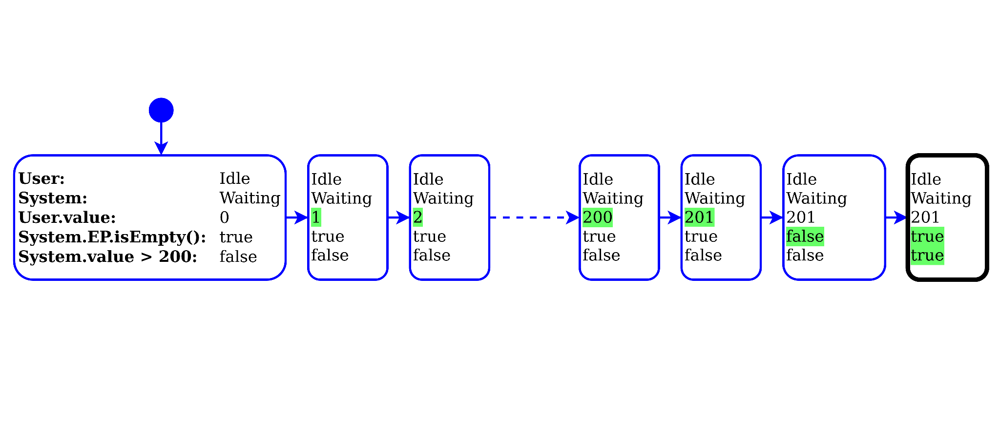 User: Idle
System: Waiting
User.value: 0
System.EP.isEmpty(): true
System.value > 200: false
Idle
Waiting
1
true
false
Idle
Waiting
2
true
false
Idle
Waiting
200
true
false
Idle
Waiting
201
true
false
Idle
Waiting
201
false
false
Idle
Waiting
201
true
true